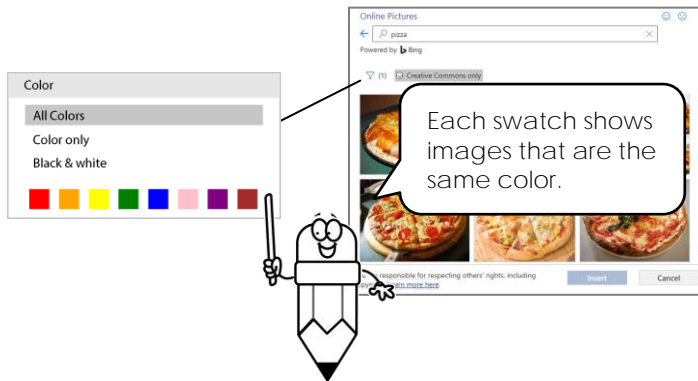 Online Pictures
pizza
Powered by Bing
(1) Creative Commons only
Color
All Colors
Color only
Black & white
Each swatch shows
images that are the
same color.
responsible for respecting others' rights, including
learn more here
Insert
Cancel